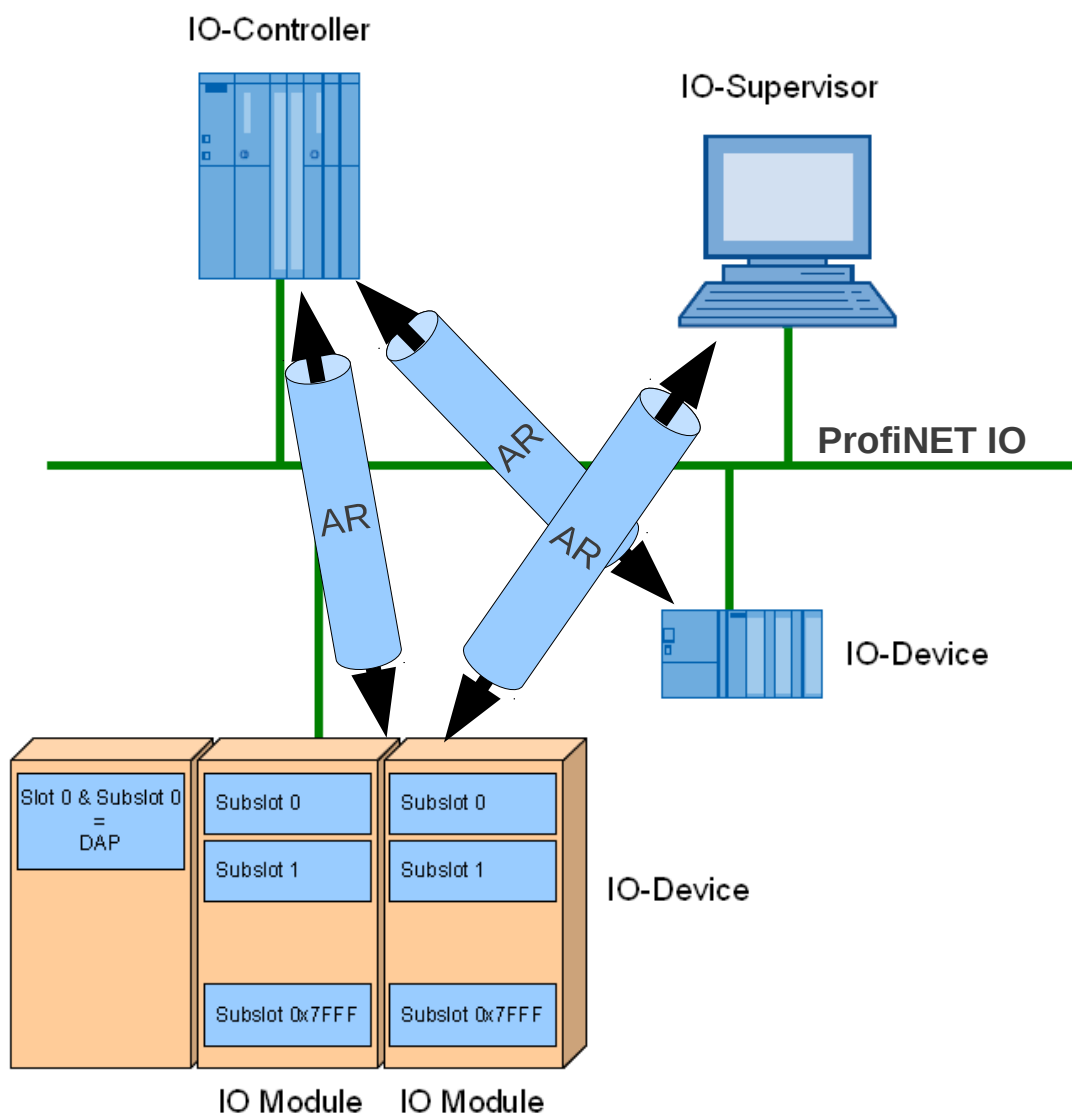 IO-Controller
IO-Supervisor
ProfiNET IO
AR
AR
AR
IO-Device
Slot 0 & Subslot 0
=
DAP
Subslot 0
Subslot 0
Subslot 1
Subslot 1
IO-Device
Subslot 0x7FFF
Subslot 0x7FFF
IO Module
IO Module